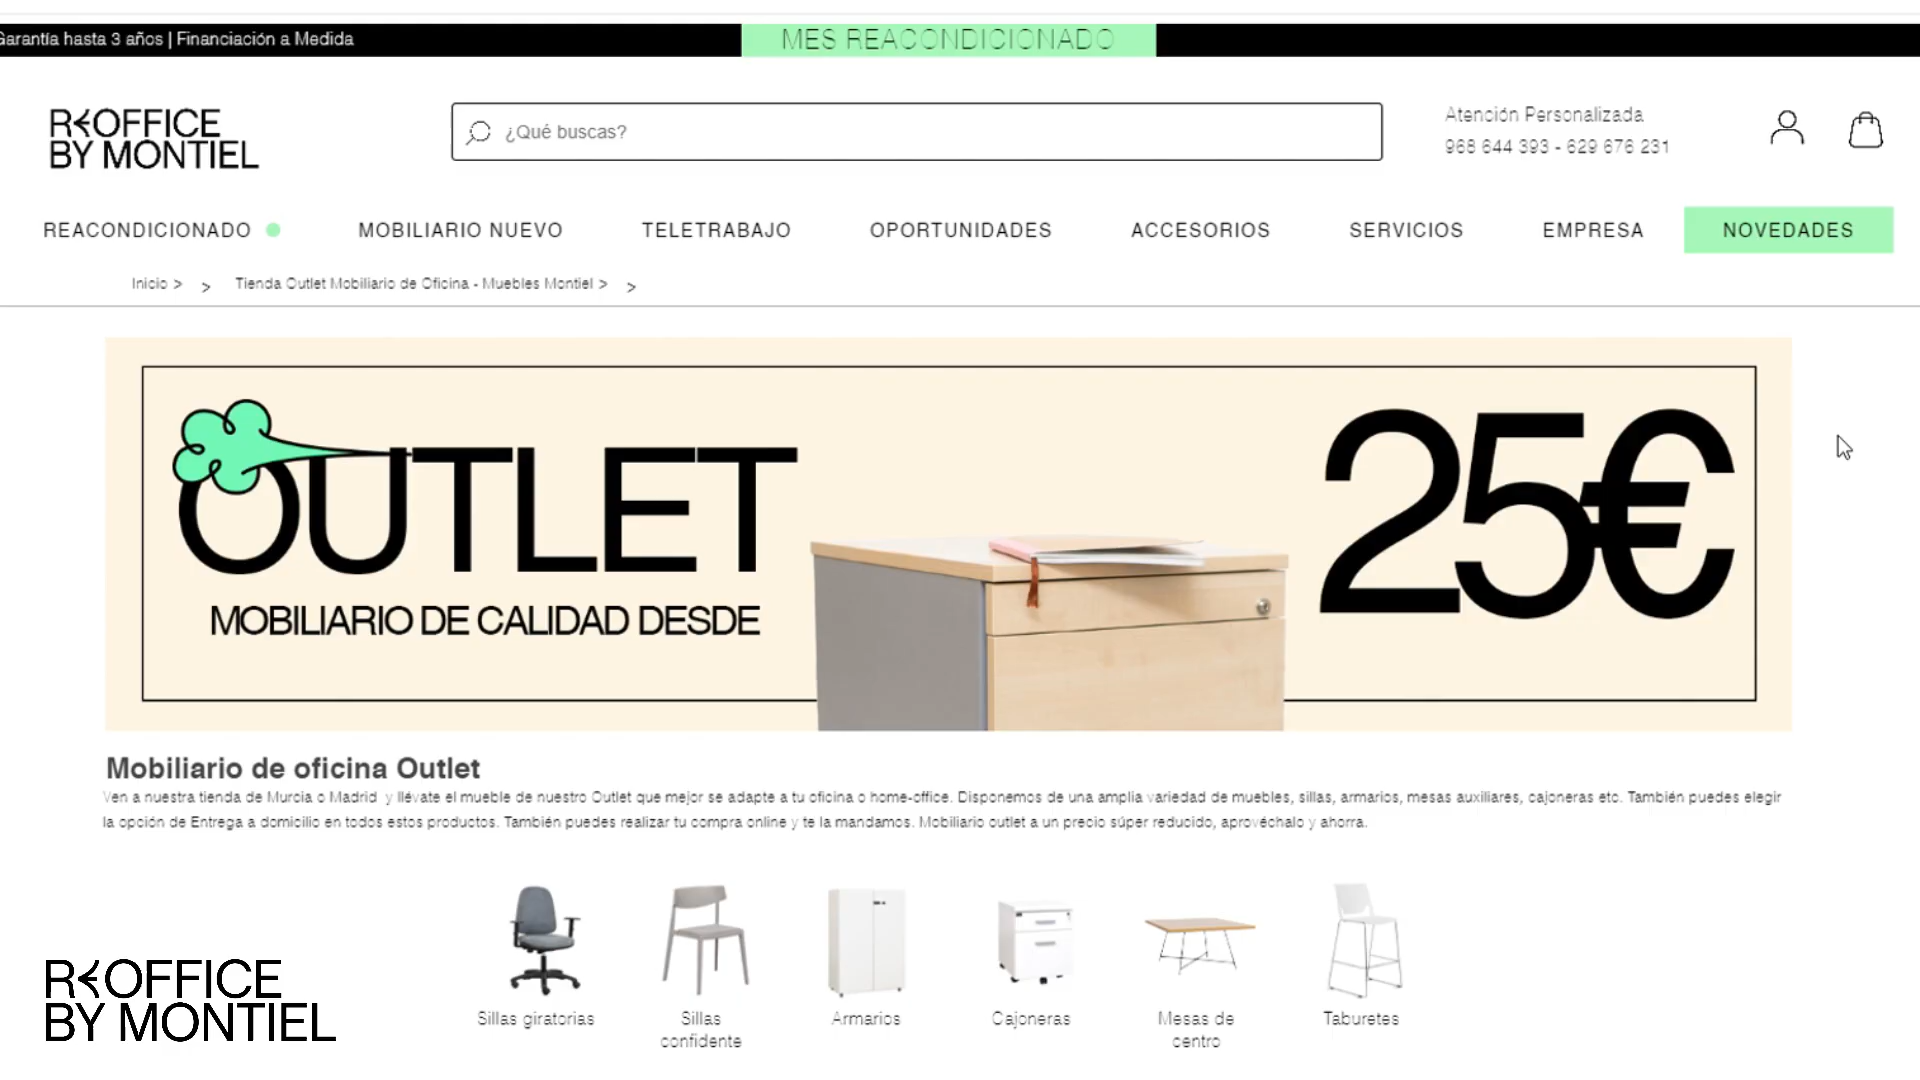 Garantía hasta 3 años | Financiación a Medida
MES REACONDICIONADO
R<OFFICE
BY MONTIEL
¿Qué buscas?
Atención Personalizada
968 644 393 - 629 676 231
REACONDICIONADO
MOBILIARIO NUEVO
TELETRABAJO
OPORTUNIDADES
ACCESORIOS
SERVICIOS
EMPRESA
NOVEDADES
Inicio > > Tienda Outlet Mobiliario de Oficina - Muebles Montiel > >
OUTLET
MOBILIARIO DE CALIDAD DESDE
25€
Mobiliario de oficina Outlet
Ven a nuestra tienda de Murcia o Madrid y llévate el mueble de nuestro Outlet que mejor se adapte a tu oficina o home-office. Disponemos de una amplia variedad de muebles, sillas, armarios, mesas auxiliares, cajoneras etc. También puedes elegir
la opción de Entrega a domicilio en todos estos productos. También puedes realizar tu compra online y te la mandamos. Mobiliario outlet a un precio súper reducido, aprovéchalo y ahorra.
Sillas giratorias
Sillas
confidente
Armarios
Cajoneras
Mesas de
centro
Taburetes
R<OFFICE
BY MONTIEL